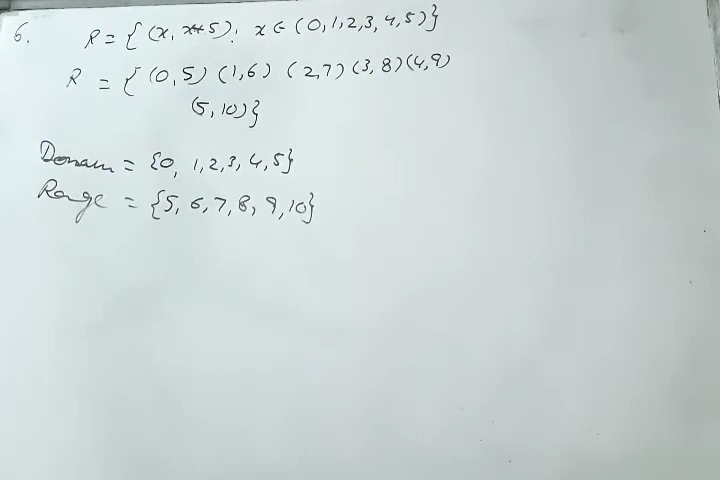 6. R = { (x, x+5) : x ∈ (0,1,2,3,4,5)}
R = { (0,5) (1,6) (2,7) (3,8) (4,9)
(5,10)}
Domain = {0, 1,2,3,4,5}
Range = {5,6,7,8,9,10}